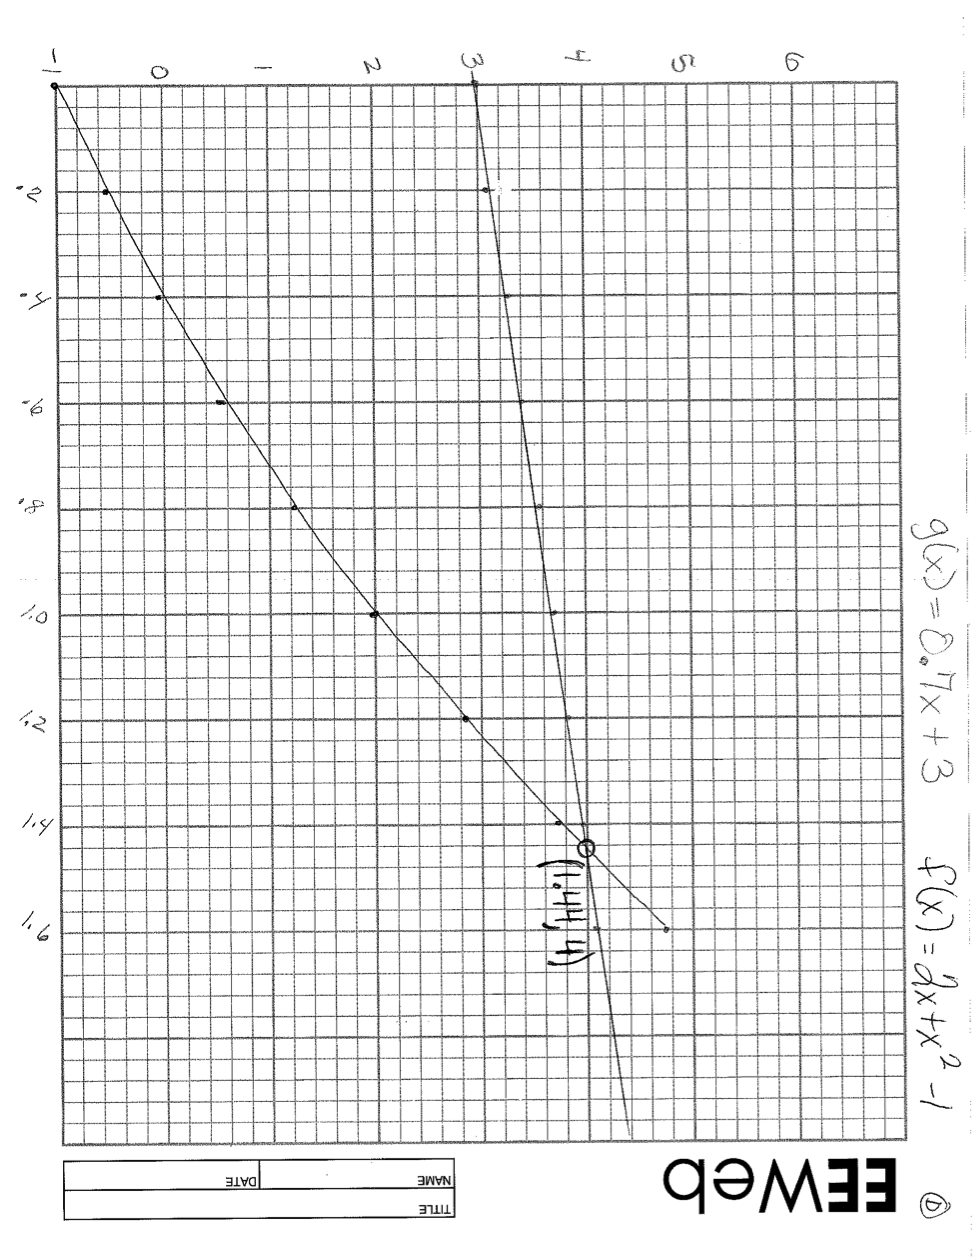 g(x) = 0.7x + 3
f(x) = 2x + x² - 1
6
5
4
3
2
1
0
-1
.2
.4
.6
.8
1.0
1.2
1.4
1.6
(1.44, 4)
EEWeb
TITLE
NAME
DATE
D